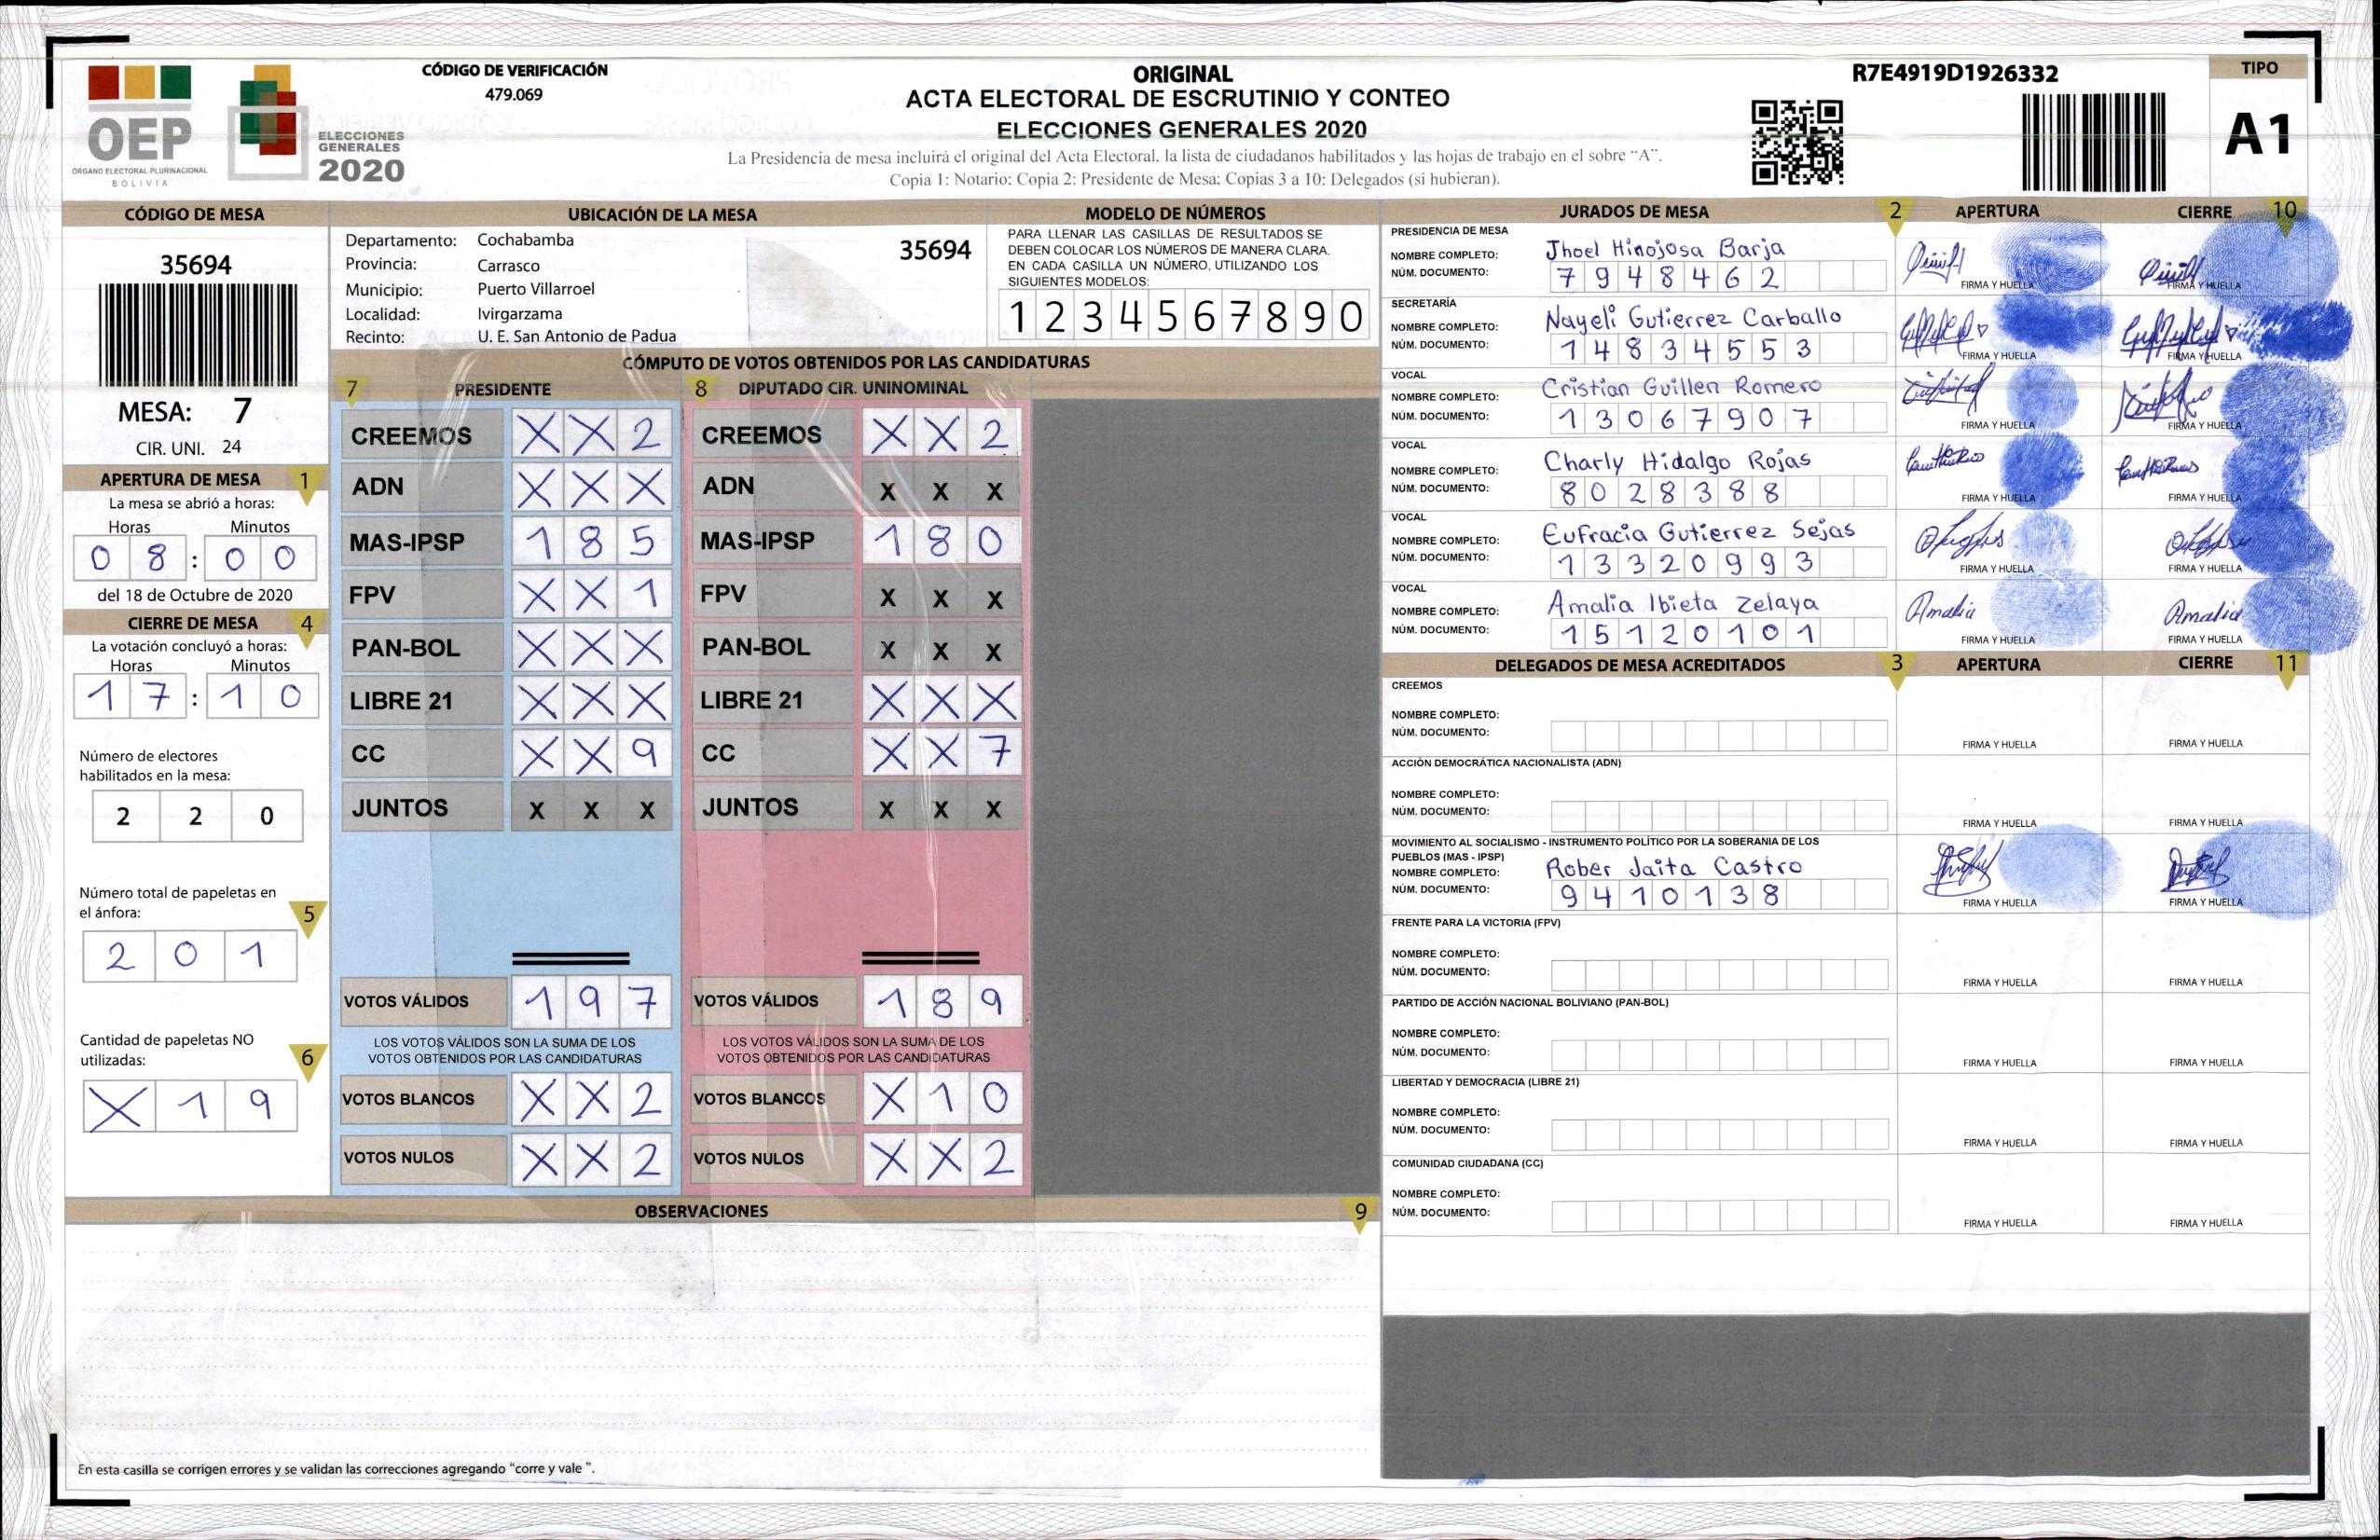 OEP
ORGANO ELECTORAL PLURINACIONAL
BOLIVIA
ELECCIONES
GENERALES
2020
CÓDIGO DE VERIFICACIÓN
479.069
ORIGINAL
ACTA ELECTORAL DE ESCRUTINIO Y CONTEO
ELECCIONES GENERALES 2020
La Presidencia de mesa incluirá el original del Acta Electoral, la lista de ciudadanos habilitados y las hojas de trabajo en el sobre “A”.
Copia 1: Notario; Copia 2: Presidente de Mesa; Copias 3 a 10: Delegados (si hubieran).
R7E4919D1926332
TIPO
A1
CÓDIGO DE MESA
35694
MESA: 7
CIR. UNI. 24
APERTURA DE MESA 1
La mesa se abrió a horas:
Horas Minutos
0 8 : 0 0
del 18 de Octubre de 2020
CIERRE DE MESA 4
La votación concluyó a horas:
Horas Minutos
1 7 : 1 0
Número de electores
habilitados en la mesa:
2 2 0
Número total de papeletas en
el ánfora: 5
2 0 1
Cantidad de papeletas NO
utilizadas: 6
X 1 9
UBICACIÓN DE LA MESA
Departamento: Cochabamba
Provincia: Carrasco
Municipio: Puerto Villarroel
Localidad: Ivirgarzama
Recinto: U. E. San Antonio de Padua
35694
MODELO DE NÚMEROS
PARA LLENAR LAS CASILLAS DE RESULTADOS SE
DEBEN COLOCAR LOS NÚMEROS DE MANERA CLARA.
EN CADA CASILLA UN NÚMERO, UTILIZANDO LOS
SIGUIENTES MODELOS:
1 2 3 4 5 6 7 8 9 0
CÓMPUTO DE VOTOS OBTENIDOS POR LAS CANDIDATURAS
7 PRESIDENTE
CREEMOS X X 2
ADN X X X
MAS-IPSP 1 8 5
FPV X X 1
PAN-BOL X X X
LIBRE 21 X X X
CC X X 9
JUNTOS X X X
VOTOS VÁLIDOS 1 9 7
LOS VOTOS VÁLIDOS SON LA SUMA DE LOS
VOTOS OBTENIDOS POR LAS CANDIDATURAS
VOTOS BLANCOS X X 2
VOTOS NULOS X X 2
8 DIPUTADO CIR. UNINOMINAL
CREEMOS X X 2
ADN X X X
MAS-IPSP 1 8 0
FPV X X X
PAN-BOL X X X
LIBRE 21 X X X
CC X X 7
JUNTOS X X X
VOTOS VÁLIDOS 1 8 9
LOS VOTOS VÁLIDOS SON LA SUMA DE LOS
VOTOS OBTENIDOS POR LAS CANDIDATURAS
VOTOS BLANCOS X 1 0
VOTOS NULOS X X 2
OBSERVACIONES 9
En esta casilla se corrigen errores y se validan las correcciones agregando “corre y vale ”.
JURADOS DE MESA 2 APERTURA CIERRE 10
PRESIDENCIA DE MESA
NOMBRE COMPLETO: Jhoel Hinojosa Barja
NÚM. DOCUMENTO: 7 9 4 8 4 6 2
FIRMA Y HUELLA FIRMA Y HUELLA
SECRETARÍA
NOMBRE COMPLETO: Nayeli Gutierrez Carballo
NÚM. DOCUMENTO: 1 4 8 3 4 5 5 3
FIRMA Y HUELLA FIRMA Y HUELLA
VOCAL
NOMBRE COMPLETO: Cristian Guillen Romero
NÚM. DOCUMENTO: 1 3 0 6 7 9 0 7
FIRMA Y HUELLA FIRMA Y HUELLA
VOCAL
NOMBRE COMPLETO: Charly Hidalgo Rojas
NÚM. DOCUMENTO: 8 0 2 8 3 8 8
FIRMA Y HUELLA FIRMA Y HUELLA
VOCAL
NOMBRE COMPLETO: Eufracia Gutierrez Sejas
NÚM. DOCUMENTO: 1 3 3 2 0 9 9 3
FIRMA Y HUELLA FIRMA Y HUELLA
VOCAL
NOMBRE COMPLETO: Amalia Ibieta Zelaya Amalia Amalia
NÚM. DOCUMENTO: 1 5 1 2 0 1 0 1
FIRMA Y HUELLA FIRMA Y HUELLA
DELEGADOS DE MESA ACREDITADOS 3 APERTURA CIERRE 11
CREEMOS
NOMBRE COMPLETO:
NÚM. DOCUMENTO:
FIRMA Y HUELLA FIRMA Y HUELLA
ACCIÓN DEMOCRÁTICA NACIONALISTA (ADN)
NOMBRE COMPLETO:
NÚM. DOCUMENTO:
FIRMA Y HUELLA FIRMA Y HUELLA
MOVIMIENTO AL SOCIALISMO - INSTRUMENTO POLÍTICO POR LA SOBERANIA DE LOS
PUEBLOS (MAS - IPSP)
NOMBRE COMPLETO: Rober Jaita Castro
NÚM. DOCUMENTO: 9 4 1 0 1 3 8
FIRMA Y HUELLA FIRMA Y HUELLA
FRENTE PARA LA VICTORIA (FPV)
NOMBRE COMPLETO:
NÚM. DOCUMENTO:
FIRMA Y HUELLA FIRMA Y HUELLA
PARTIDO DE ACCIÓN NACIONAL BOLIVIANO (PAN-BOL)
NOMBRE COMPLETO:
NÚM. DOCUMENTO:
FIRMA Y HUELLA FIRMA Y HUELLA
LIBERTAD Y DEMOCRACIA (LIBRE 21)
NOMBRE COMPLETO:
NÚM. DOCUMENTO:
FIRMA Y HUELLA FIRMA Y HUELLA
COMUNIDAD CIUDADANA (CC)
NOMBRE COMPLETO:
NÚM. DOCUMENTO:
FIRMA Y HUELLA FIRMA Y HUELLA